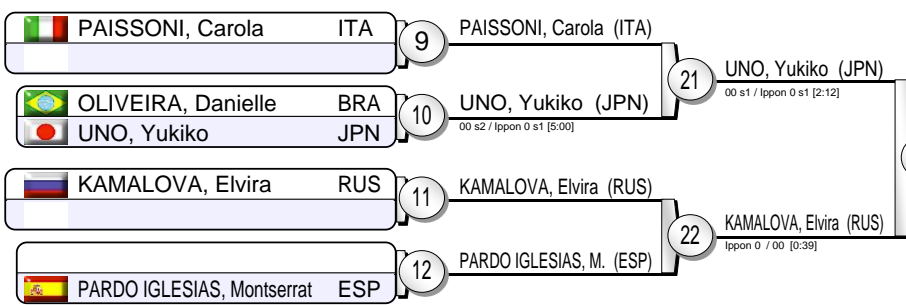 PAISSONI, Carola ITA
9
PAISSONI, Carola (ITA)
21
UNO, Yukiko (JPN)
00 s1 / Ippon 0 s1 [2:12]
OLIVEIRA, Danielle BRA
UNO, Yukiko JPN
10
UNO, Yukiko (JPN)
00 s2 / Ippon 0 s1 [5:00]
KAMALOVA, Elvira RUS
11
KAMALOVA, Elvira (RUS)
22
KAMALOVA, Elvira (RUS)
Ippon 0 / 00 [0:39]
PARDO IGLESIAS, Montserrat ESP
12
PARDO IGLESIAS, M. (ESP)